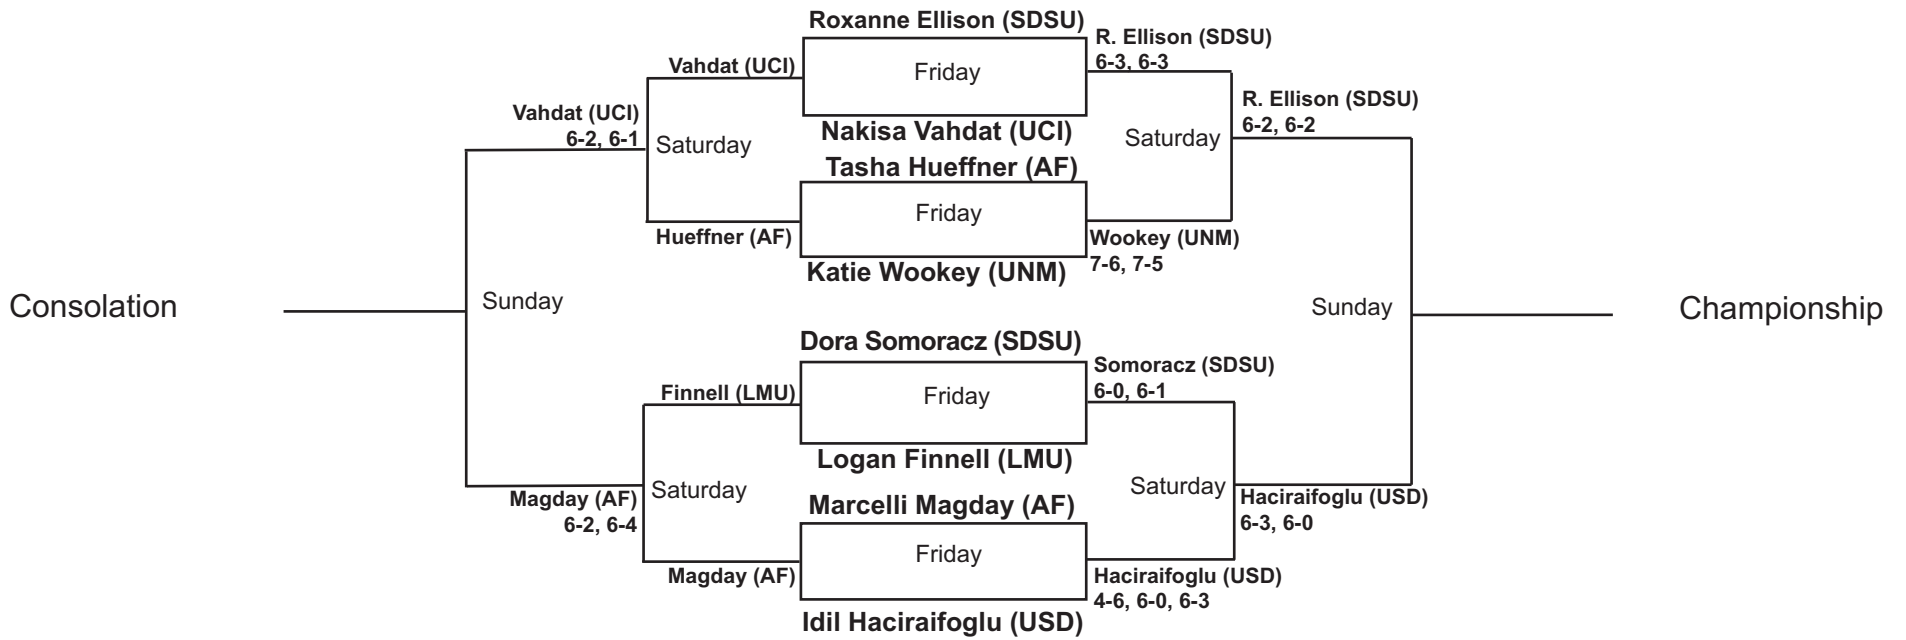 Roxanne Ellison (SDSU)
R. Ellison (SDSU)
6-3, 6-3
Vahdat (UCI)
Friday
R. Ellison (SDSU)
6-2, 6-2
Vahdat (UCI)
6-2, 6-1
Nakisa Vahdat (UCI)
Saturday
Saturday
Tasha Hueffner (AF)
Friday
Hueffner (AF)
Wookey (UNM)
7-6, 7-5
Katie Wookey (UNM)
Consolation
Sunday
Sunday
Championship
Dora Somoracz (SDSU)
Somoracz (SDSU)
6-0, 6-1
Finnell (LMU)
Friday
Logan Finnell (LMU)
Saturday
Saturday
Magday (AF)
6-2, 6-4
Haciraifoglu (USD)
6-3, 6-0
Marcelli Magday (AF)
Friday
Magday (AF)
Haciraifoglu (USD)
4-6, 6-0, 6-3
Idil Haciraifoglu (USD)